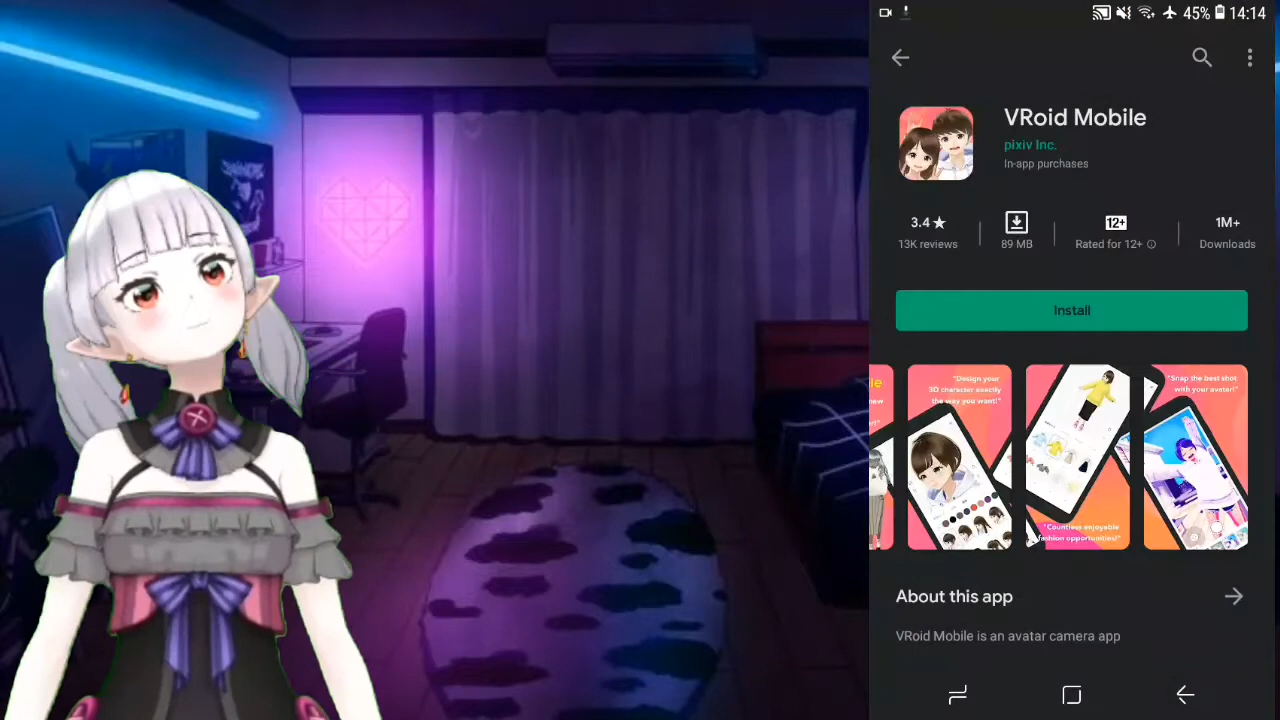 45% 14:14
VRoid Mobile
pixiv Inc.
In-app purchases
3.4★
13K reviews
89 MB
12+
Rated for 12+
1M+
Downloads
Install
"Design your
3D character exactly
the way you want!"
"Countless enjoyable
fashion opportunities!"
"Snap the best shot
with your avatar!"
About this app
VRoid Mobile is an avatar camera app